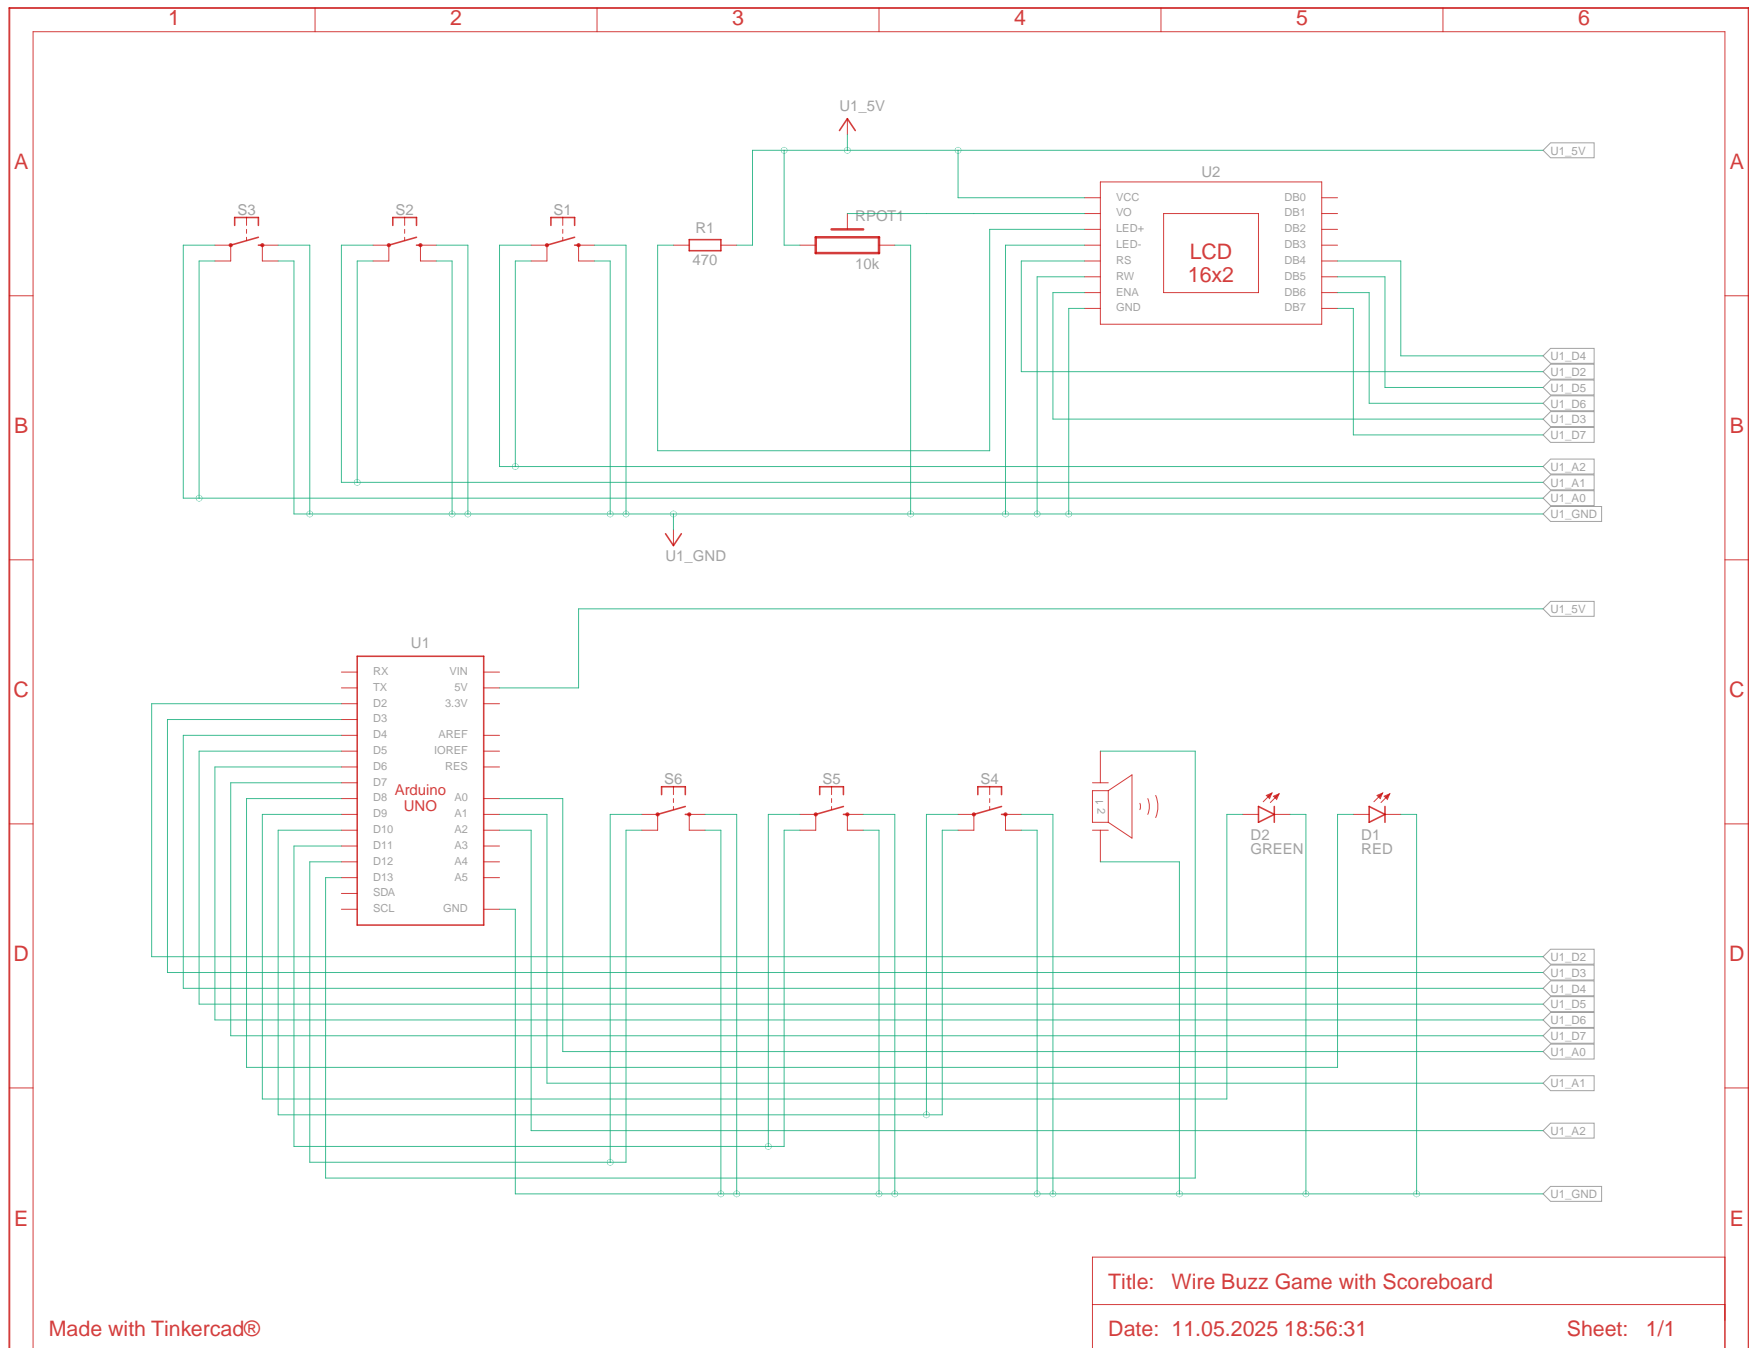 1 2 3 4 5 6
U1_5V
A U1_5V A
U2
S3 S2 S1 R1 470 RPOT1 10k
VCC DB0
VO DB1
LED+ DB2
LED- DB3
RS DB4
RW DB5
ENA DB6
GND DB7
LCD
16x2
U1_D4
U1_D2
U1_D5
U1_D6
B U1_D3 B
U1_D7
U1_A2
U1_A1
U1_A0
U1_GND
U1_GND
U1_5V
U1
C C
RX VIN
TX 5V
D2 3.3V
D3
D4 AREF
D5 IOREF
D6 RES
D7
D8 A0
D9 A1
D10 A2
D11 A3
D12 A4
D13 A5
SDA
SCL GND
Arduino
UNO
S6 S5 S4
LS2
D2 D1
GREEN RED
D U1_D2 D
U1_D3
U1_D4
U1_D5
U1_D6
U1_D7
U1_A0
U1_A1
U1_A2
U1_GND
E E
Title: Wire Buzz Game with Scoreboard
Made with Tinkercad®
Date: 11.05.2025 18:56:31 Sheet: 1/1